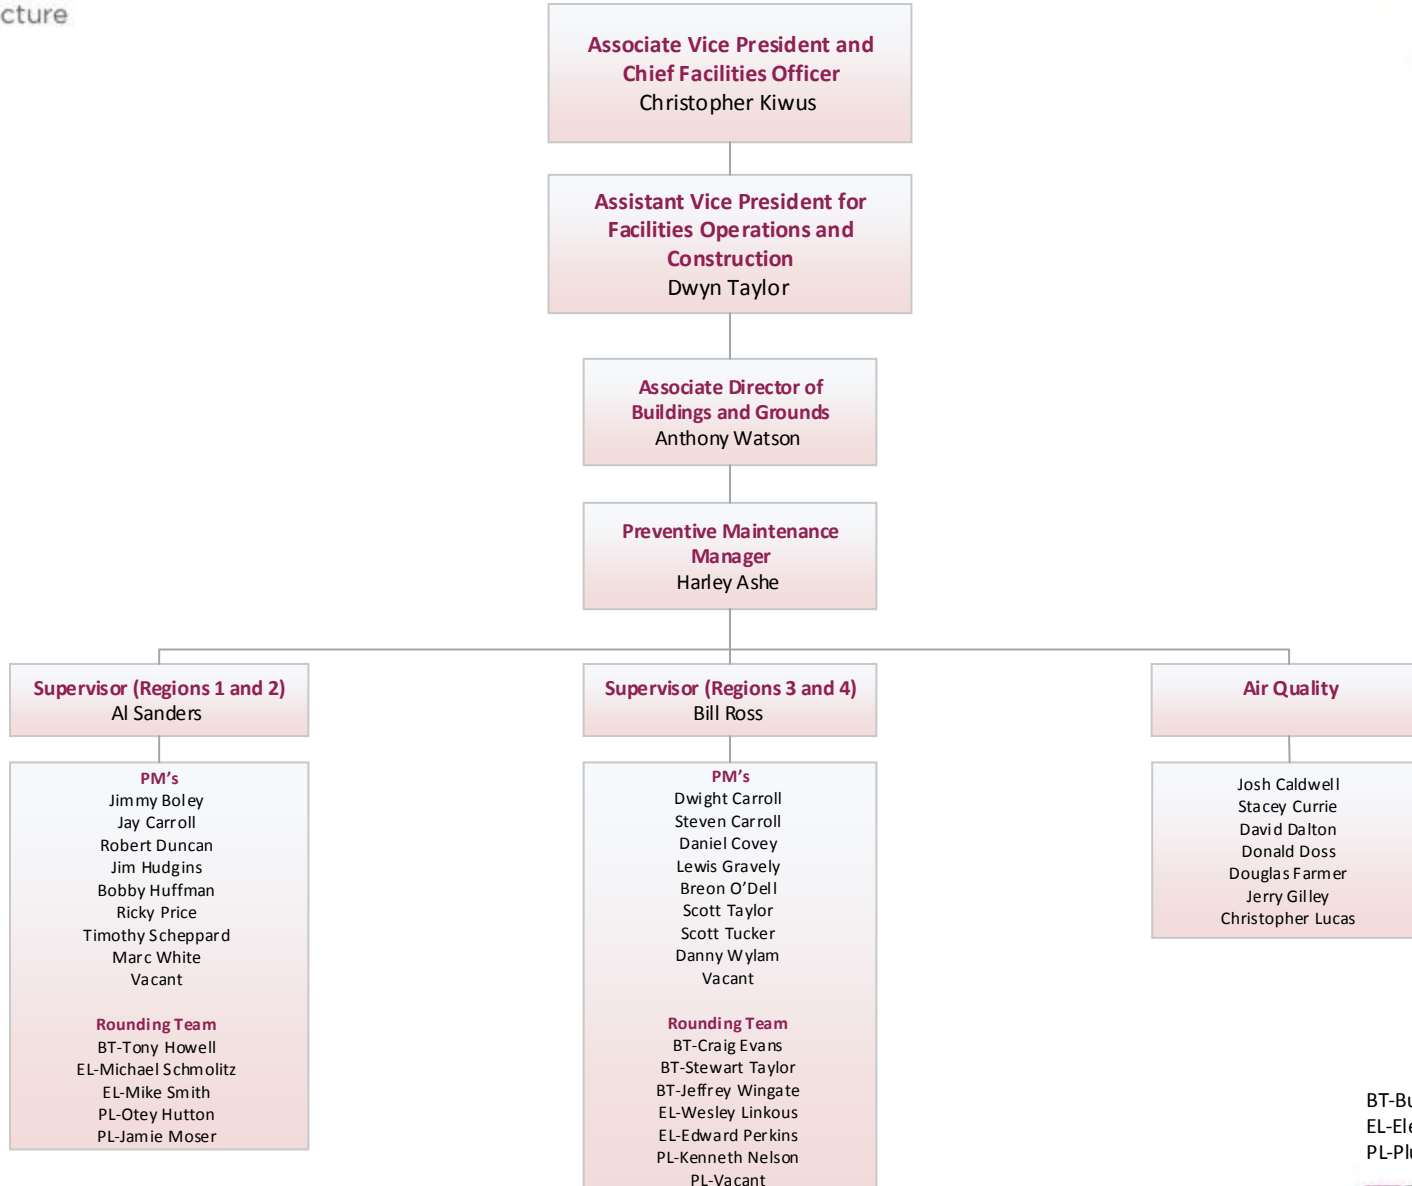 cture
Associate Vice President and
Chief Facilities Officer
Christopher Kiwus
Assistant Vice President for
Facilities Operations and
Construction
Dwyn Taylor
Associate Director of
Buildings and Grounds
Anthony Watson
Preventive Maintenance
Manager
Harley Ashe
Supervisor (Regions 1 and 2)
Al Sanders
PM’s
Jimmy Boley
Jay Carroll
Robert Duncan
Jim Hudgins
Bobby Huffman
Ricky Price
Timothy Scheppard
Marc White
Vacant
Rounding Team
BT-Tony Howell
EL-Michael Schmolitz
EL-Mike Smith
PL-Otey Hutton
PL-Jamie Moser
Supervisor (Regions 3 and 4)
Bill Ross
PM’s
Dwight Carroll
Steven Carroll
Daniel Covey
Lewis Gravely
Breon O’Dell
Scott Taylor
Scott Tucker
Danny Wylam
Vacant
Rounding Team
BT-Craig Evans
BT-Stewart Taylor
BT-Jeffrey Wingate
EL-Wesley Linkous
EL-Edward Perkins
PL-Kenneth Nelson
PL-Vacant
Air Quality
Josh Caldwell
Stacey Currie
David Dalton
Donald Doss
Douglas Farmer
Jerry Gilley
Christopher Lucas
BT-Bu
EL-Ele
PL-Plu